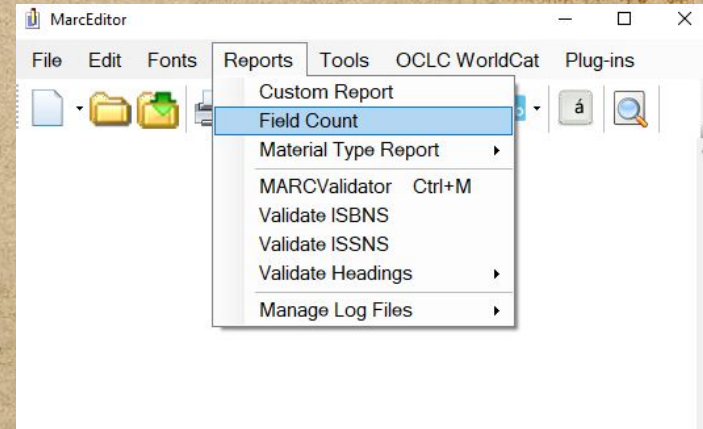 MarcEditor
File Edit Fonts Reports Tools OCLC WorldCat Plug-ins
á
Custom Report
Field Count
Material Type Report
MARCValidator Ctrl+M
Validate ISBNS
Validate ISSNS
Validate Headings
Manage Log Files